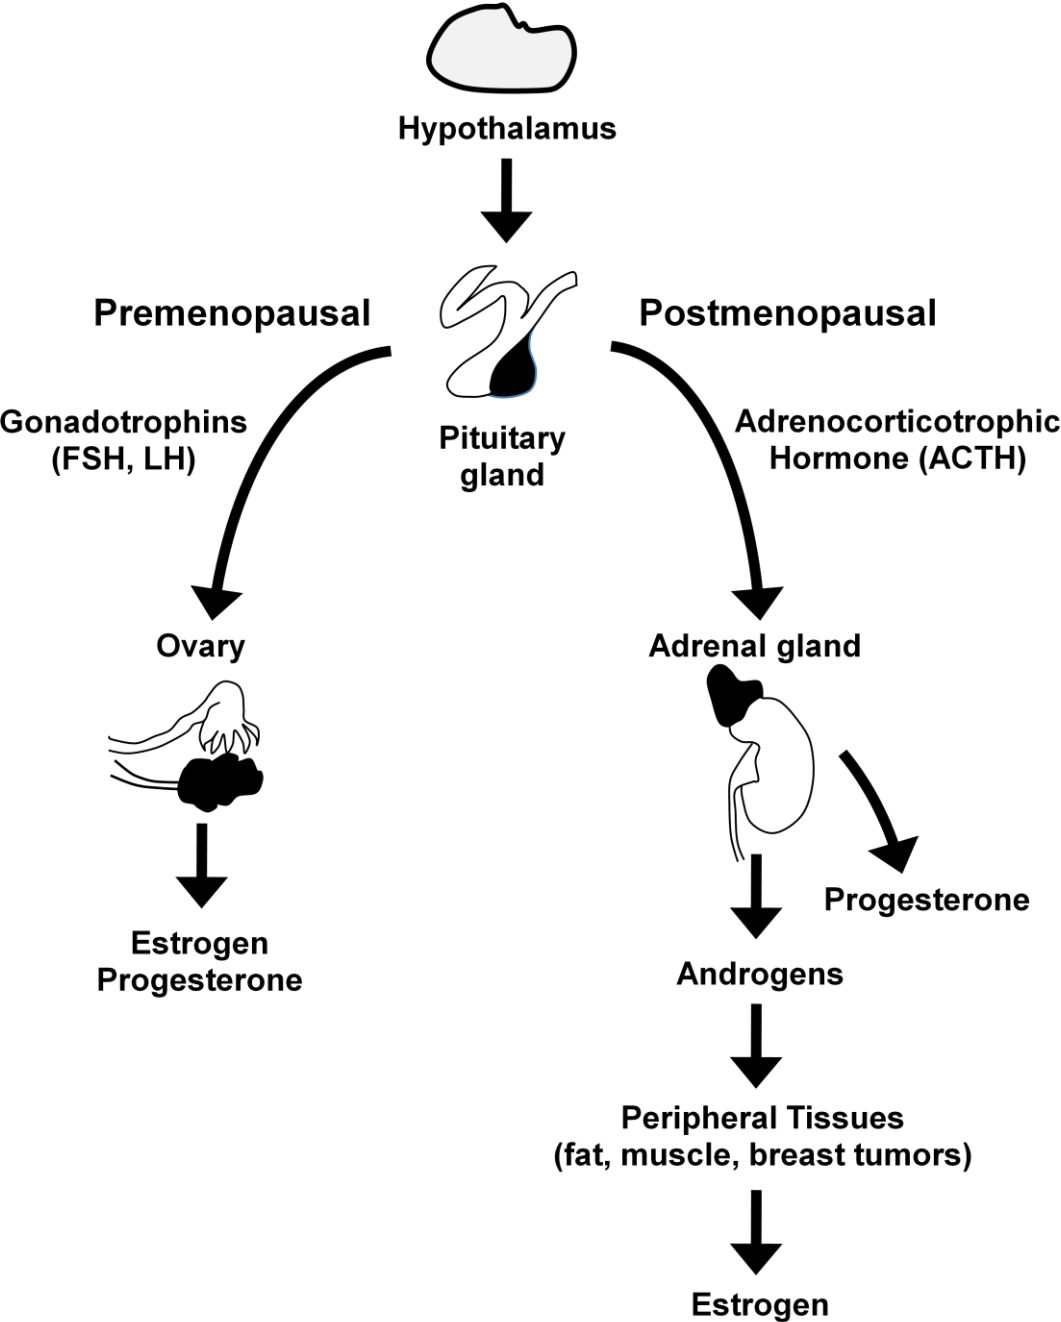 Hypothalamus
Premenopausal
Postmenopausal
Gonadotrophins
(FSH, LH)
Pituitary
gland
Adrenocorticotrophic
Hormone (ACTH)
Ovary
Adrenal gland
Estrogen
Progesterone
Progesterone
Androgens
Peripheral Tissues
(fat, muscle, breast tumors)
Estrogen